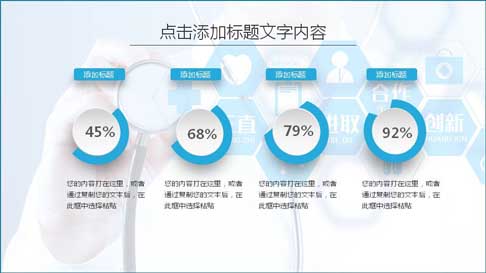 点击添加标题文字内容
添加标题
添加标题
添加标题
添加标题
45%
68%
79%
92%
合作
正直
进取
创新
您的内容打在这里，或者
通过复制您的文本后，在
此框中选择粘贴
您的内容打在这里，或者
通过复制您的文本后，在
此框中选择粘贴
您的内容打在这里，或者
通过复制您的文本后，在
此框中选择粘贴
您的内容打在这里，或者
通过复制您的文本后，在
此框中选择粘贴